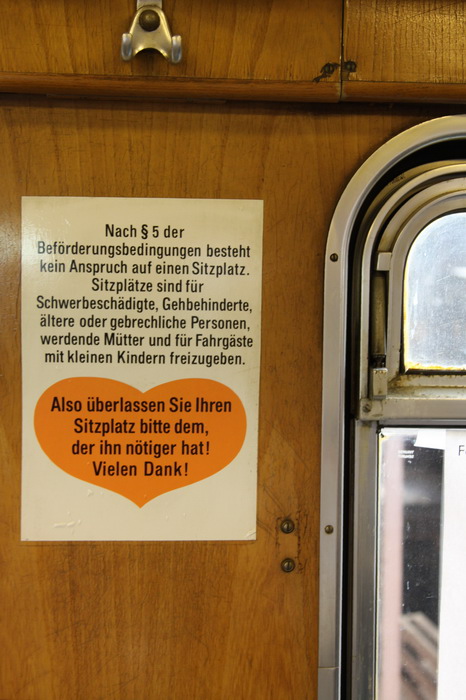 Nach § 5 der
Beförderungsbedingungen besteht
kein Anspruch auf einen Sitzplatz.
Sitzplätze sind für
Schwerbeschädigte, Gehbehinderte,
ältere oder gebrechliche Personen,
werdende Mütter und für Fahrgäste
mit kleinen Kindern freizugeben.
Also überlassen Sie Ihren
Sitzplatz bitte dem,
der ihn nötiger hat!
Vielen Dank!